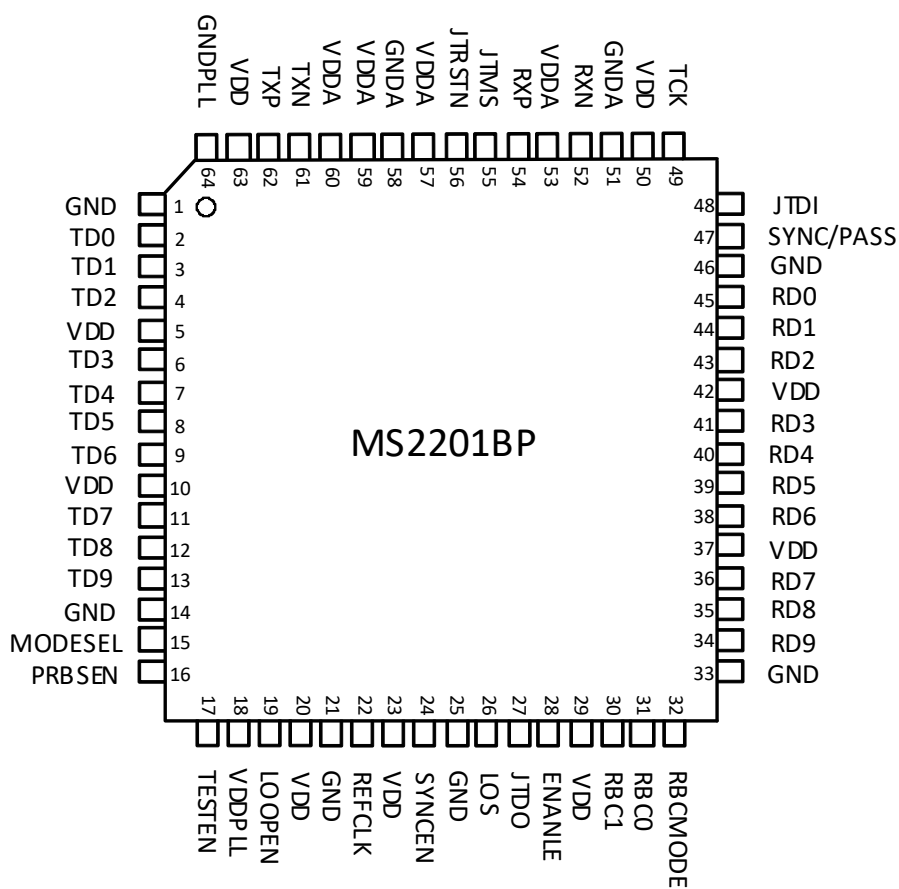 GNDPLL
VDD
TXP
TXN
VDDA
VDDA
GNDA
VDDA
JTRSTN
JTMS
RXP
VDDA
RXN
GNDA
VDD
TCK
64
63
62
61
60
59
58
57
56
55
54
53
52
51
50
49
GND 1
TD0 2
TD1 3
TD2 4
VDD 5
TD3 6
TD4 7
TD5 8
TD6 9
VDD 10
TD7 11
TD8 12
TD9 13
GND 14
MODESEL 15
PRBSEN 16
MS2201BP
48 JTDI
47 SYNC/PASS
46 GND
45 RD0
44 RD1
43 RD2
42 VDD
41 RD3
40 RD4
39 RD5
38 RD6
37 VDD
36 RD7
35 RD8
34 RD9
33 GND
17
18
19
20
21
22
23
24
25
26
27
28
29
30
31
32
TESTEN
VDDPLL
LOOPEN
VDD
GND
REFCLK
VDD
SYNCEN
GND
LOS
JTDO
ENANLE
VDD
RBC1
RBC0
RBCMODE